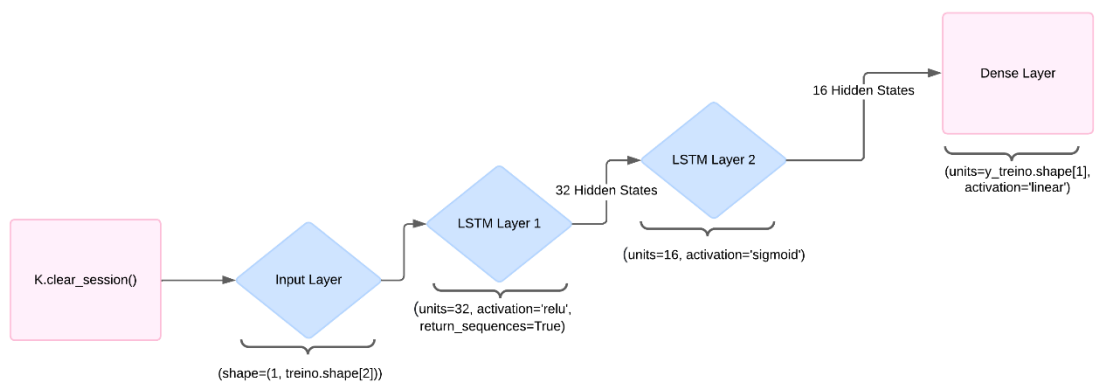 K.clear_session()
Input Layer
(shape=(1, treino.shape[2]))
LSTM Layer 1
(units=32, activation='relu',
return_sequences=True)
32 Hidden States
LSTM Layer 2
(units=16, activation='sigmoid')
16 Hidden States
Dense Layer
(units=y_treino.shape[1],
activation='linear')